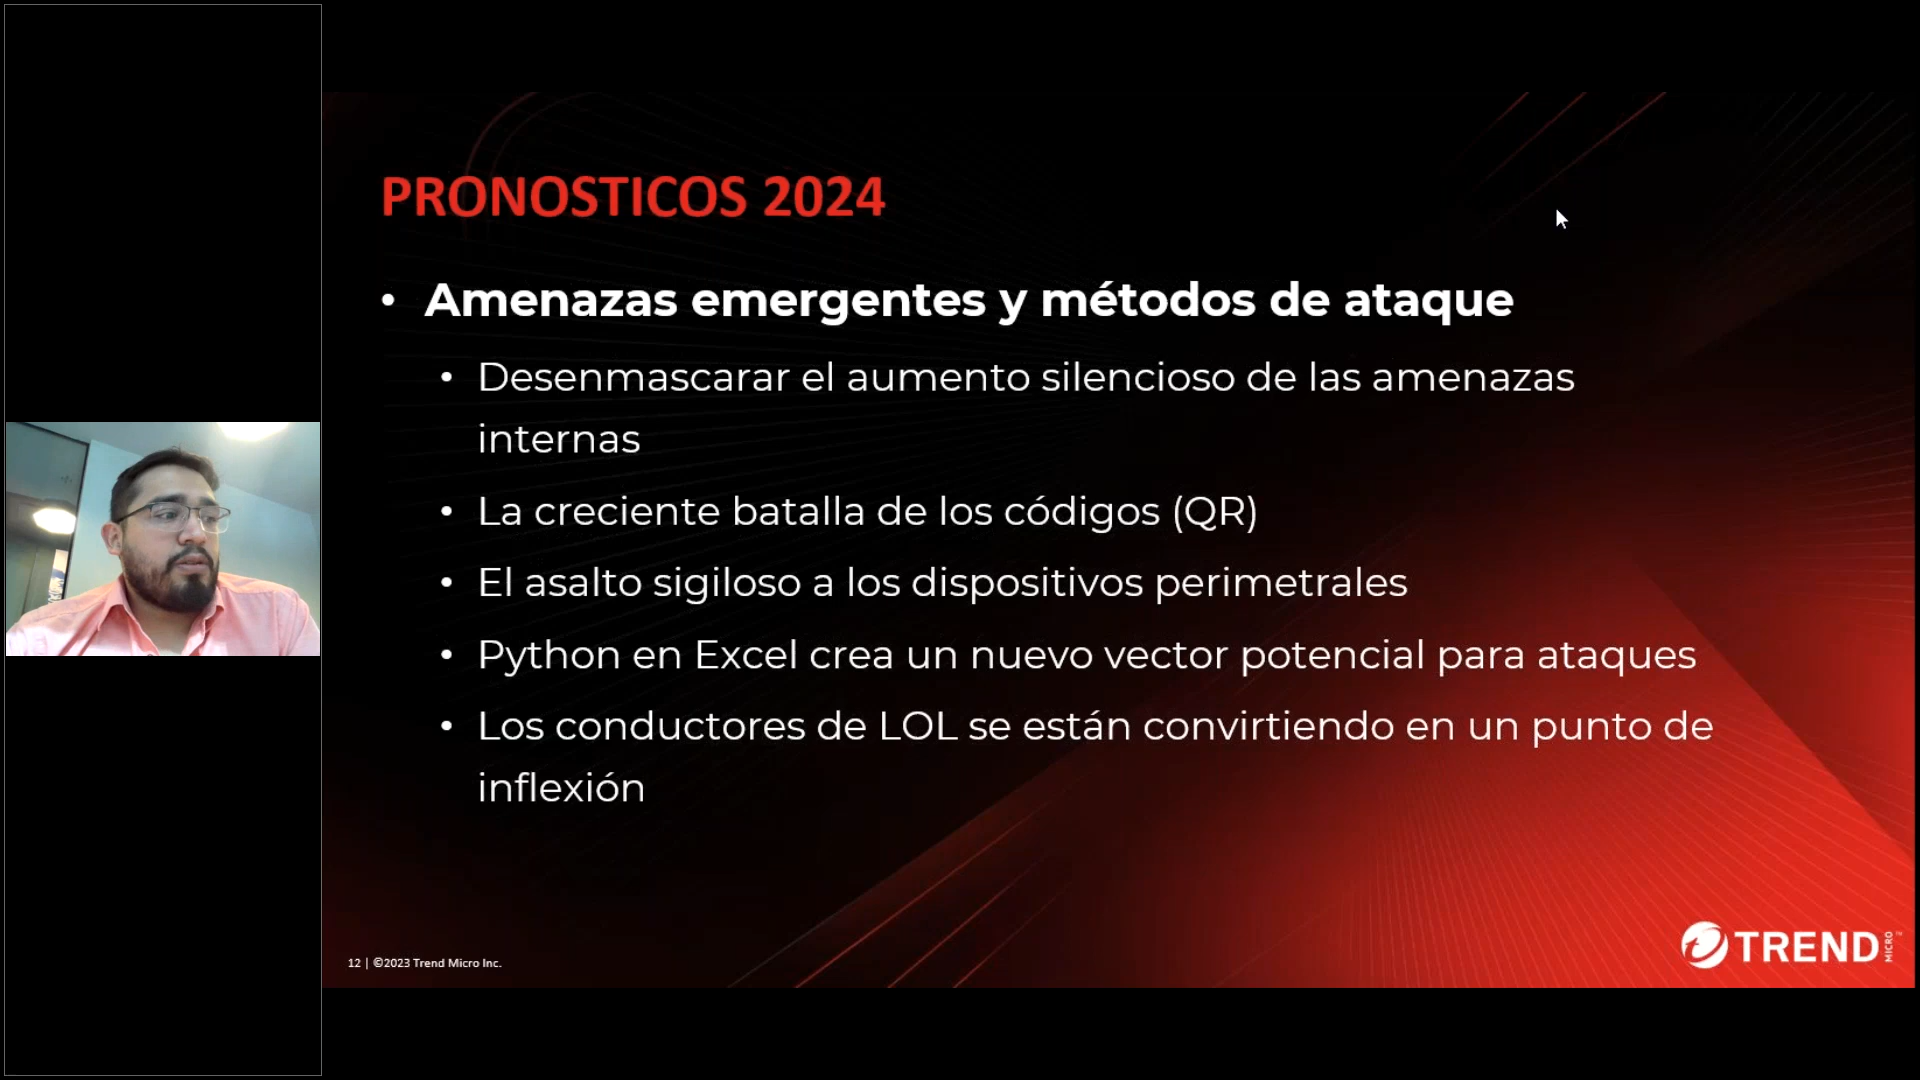 PRONOSTICOS 2024
• Amenazas emergentes y métodos de ataque
• Desenmascarar el aumento silencioso de las amenazas
internas
• La creciente batalla de los códigos (QR)
• El asalto sigiloso a los dispositivos perimetrales
• Python en Excel crea un nuevo vector potencial para ataques
• Los conductores de LOL se están convirtiendo en un punto de
inflexión
12 | ©2023 Trend Micro Inc.
TREND MICRO™